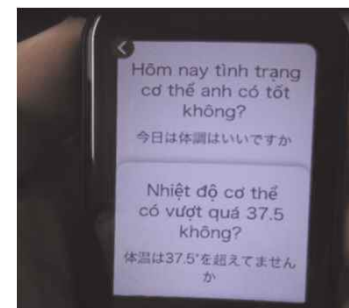 Hôm nay tình trạng
cơ thể anh có tốt
không?
今日は体調はいいですか
Nhiệt độ cơ thể
có vượt quá 37.5
không?
体温は37.5°を超えてません
か